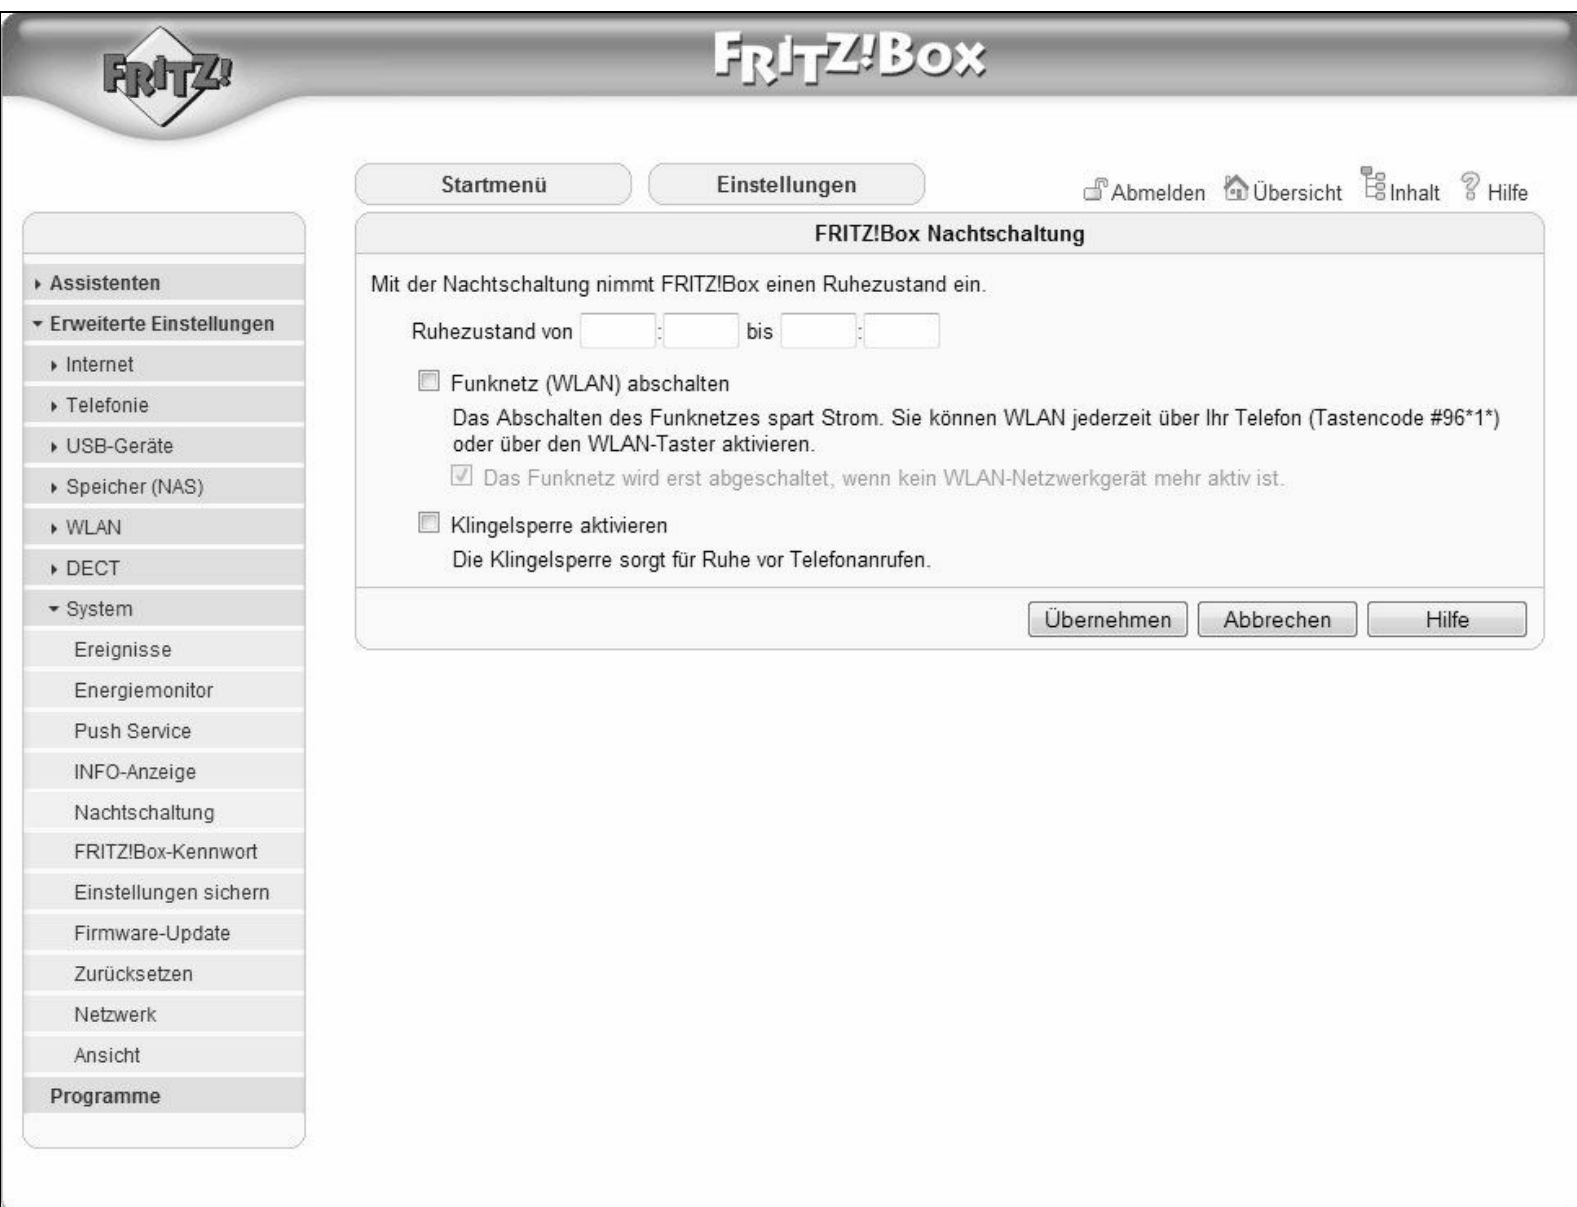 FRITZ!
FRITZ!Box
Startmenü
Einstellungen
Abmelden
Übersicht
Inhalt
? Hilfe
Assistenten
Erweiterte Einstellungen
Internet
Telefonie
USB-Geräte
Speicher (NAS)
WLAN
DECT
System
Ereignisse
Energiemonitor
Push Service
INFO-Anzeige
Nachtschaltung
FRITZ!Box-Kennwort
Einstellungen sichern
Firmware-Update
Zurücksetzen
Netzwerk
Ansicht
Programme
FRITZ!Box Nachtschaltung
Mit der Nachtschaltung nimmt FRITZ!Box einen Ruhezustand ein.
Ruhezustand von : bis :
Funknetz (WLAN) abschalten
Das Abschalten des Funknetzes spart Strom. Sie können WLAN jederzeit über Ihr Telefon (Tastencode #96*1*)
oder über den WLAN-Taster aktivieren.
Das Funknetz wird erst abgeschaltet, wenn kein WLAN-Netzwerkgerät mehr aktiv ist.
Klingelsperre aktivieren
Die Klingelsperre sorgt für Ruhe vor Telefonanrufen.
Übernehmen
Abbrechen
Hilfe